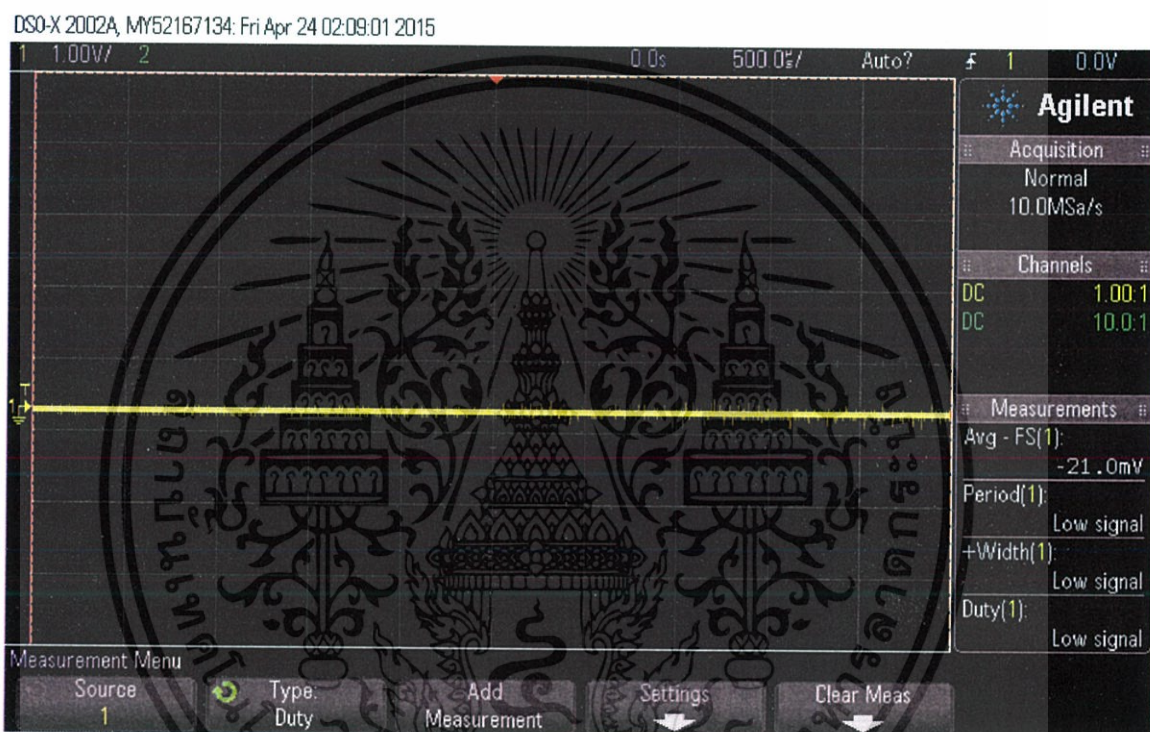 DSO-X 2002A, MY52167134: Fri Apr 24 02:09:01 2015
1 1.00V/ 2 0.0s 500.0µs/ Auto? 1 0.0V
Agilent
Acquisition
Normal
10.0MSa/s
Channels
DC 1.00:1
DC 10.0:1
Measurements
Avg - FS(1):
-21.0mV
Period(1):
Low signal
+Width(1):
Low signal
Duty(1):
Low signal
Measurement Menu
Source
1
Type:
Duty
Add
Measurement
Settings
Clear Meas